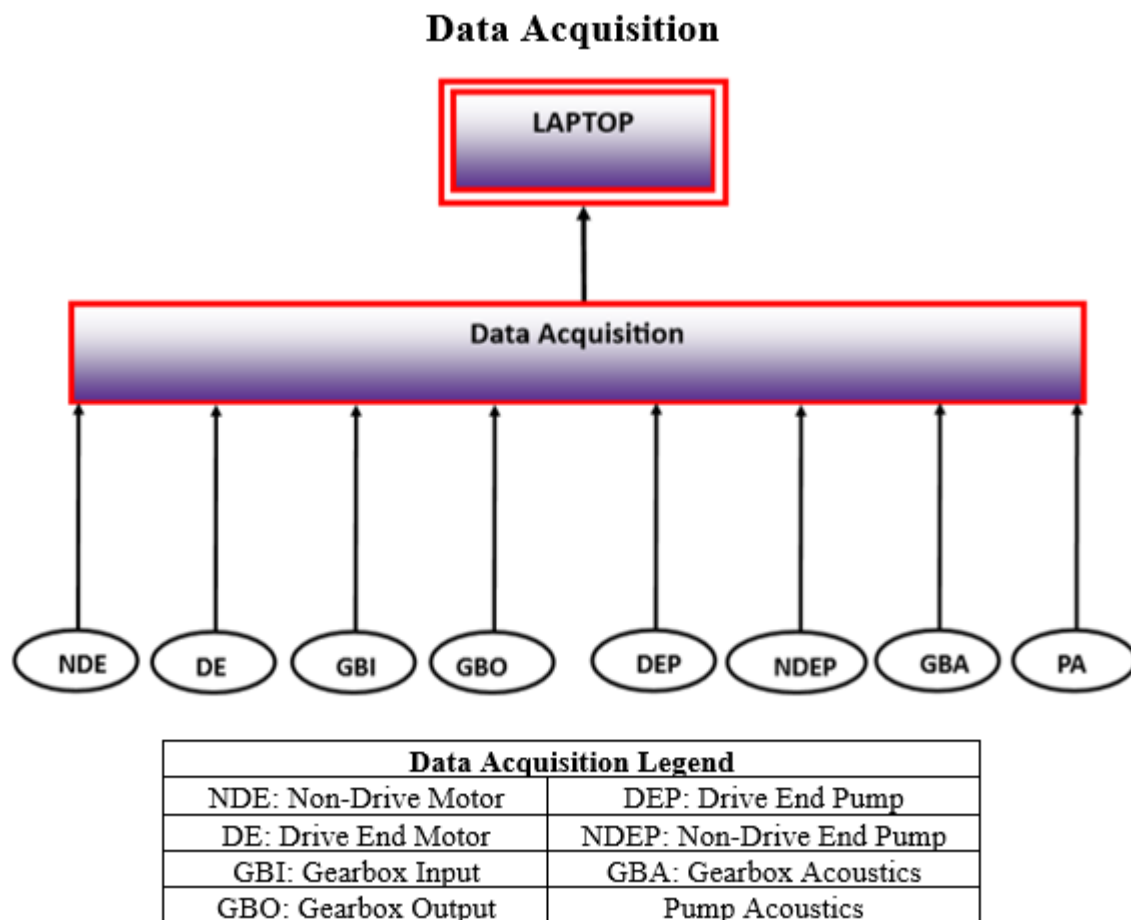 Data Acquisition
LAPTOP
Data Acquisition
NDE DE GBI GBO DEP NDEP GBA PA
Data Acquisition Legend
NDE: Non-Drive Motor DEP: Drive End Pump
DE: Drive End Motor NDEP: Non-Drive End Pump
GBI: Gearbox Input GBA: Gearbox Acoustics
GBO: Gearbox Output Pump Acoustics